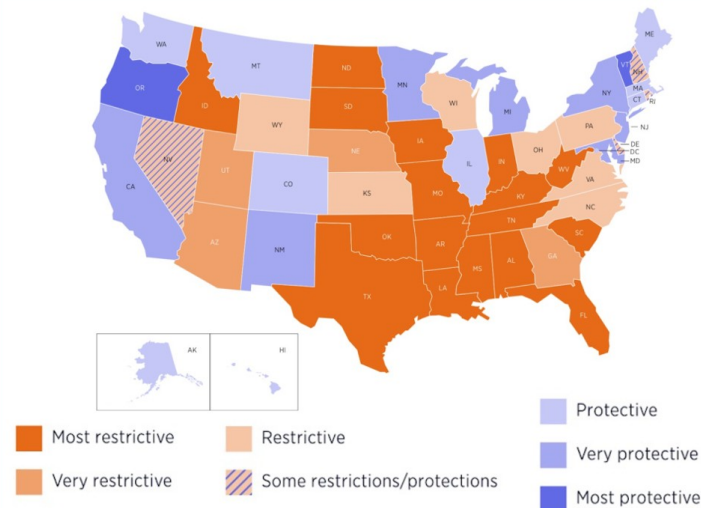 WA
ME
MT
ND
VT
NH
OR
MN
ID
SD
WI
NY
MA
CT
RI
MI
WY
IA
PA
NJ
NE
OH
DE
NV
IL
IN
DC
UT
MD
CO
WV
CA
VA
KS
MO
KY
NC
TN
OK
SC
AZ
NM
AR
MS
AL
GA
TX
LA
FL
AK
HI
Protective
Most restrictive
Restrictive
Very protective
Very restrictive
Some restrictions/protections
Most protective